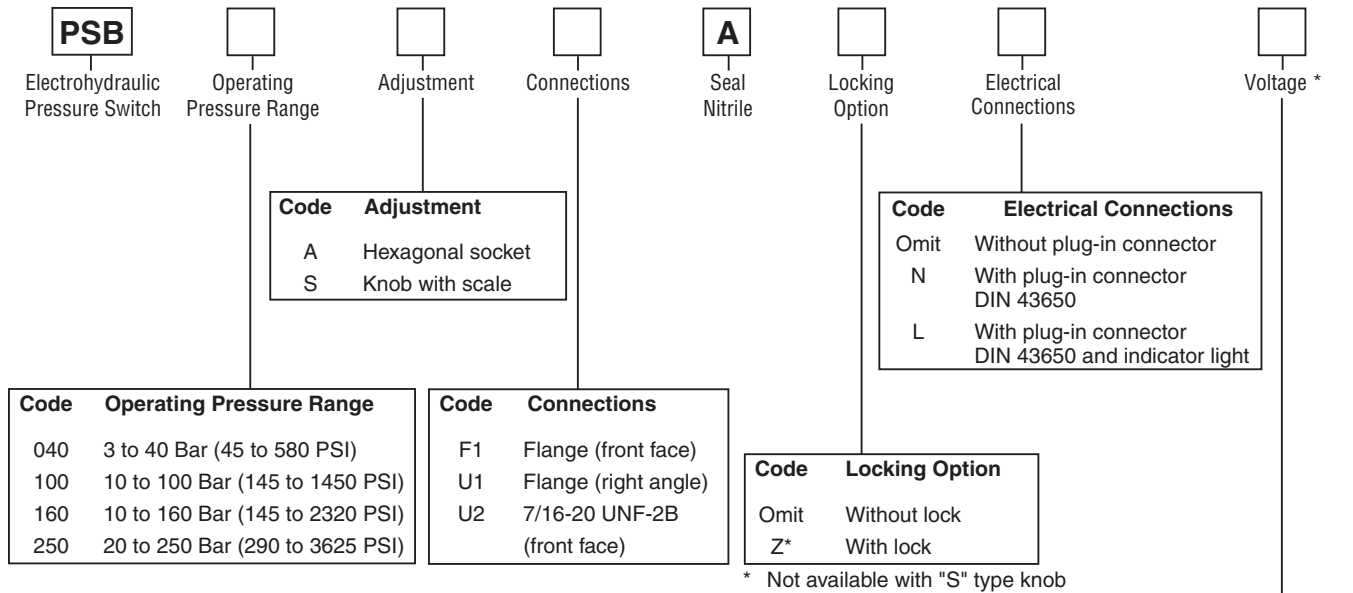 PSB
A
Electrohydraulic
Pressure Switch
Operating
Pressure Range
Adjustment
Connections
Seal
Nitrile
Locking
Option
Electrical
Connections
Voltage *
Code Adjustment
A Hexagonal socket
S Knob with scale
Code Electrical Connections
Omit Without plug-in connector
N With plug-in connector
DIN 43650
L With plug-in connector
DIN 43650 and indicator light
Code Operating Pressure Range
040 3 to 40 Bar (45 to 580 PSI)
100 10 to 100 Bar (145 to 1450 PSI)
160 10 to 160 Bar (145 to 2320 PSI)
250 20 to 250 Bar (290 to 3625 PSI)
Code Connections
F1 Flange (front face)
U1 Flange (right angle)
U2 7/16-20 UNF-2B
(front face)
Code Locking Option
Omit Without lock
Z* With lock
* Not available with "S" type knob